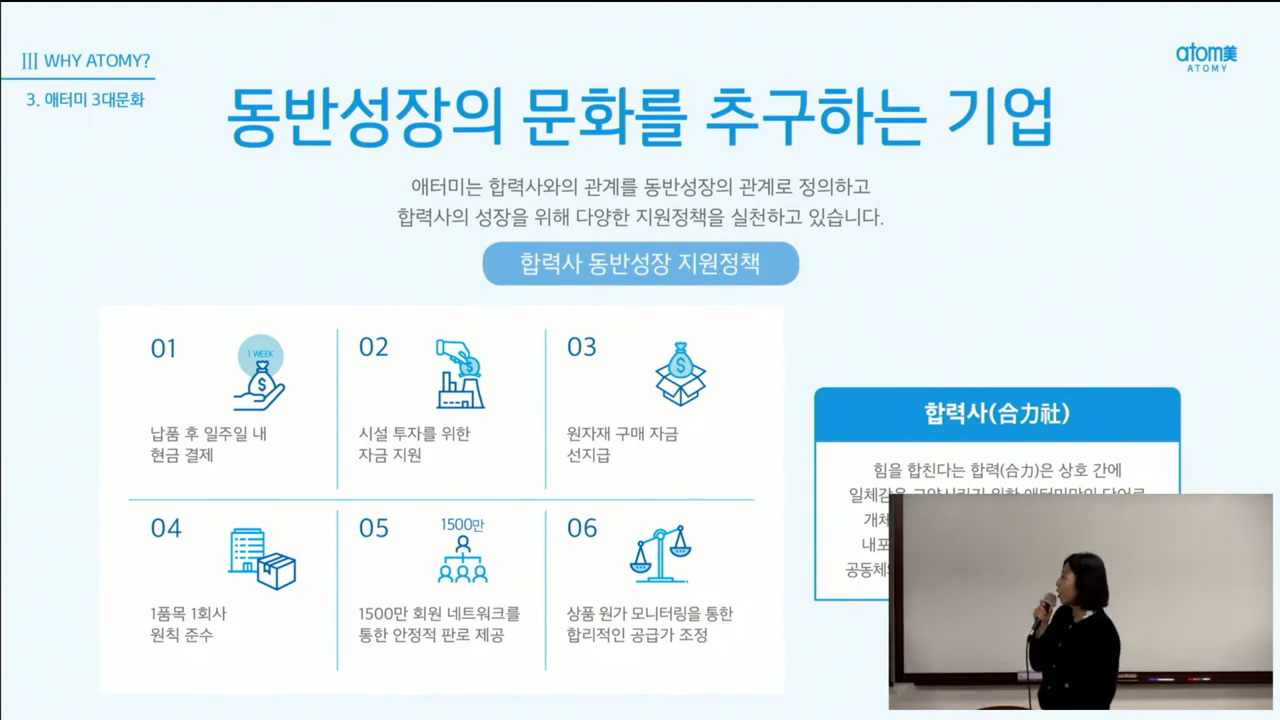 III WHY ATOMY?
3. 애터미 3대문화
atom美
ATOMY
동반성장의 문화를 추구하는 기업
애터미는 합력사와의 관계를 동반성장의 관계로 정의하고
합력사의 성장을 위해 다양한 지원정책을 실천하고 있습니다.
합력사 동반성장 지원정책
01
1 WEEK
납품 후 일주일 내
현금 결제
02
시설 투자를 위한
자금 지원
03
원자재 구매 자금
선지급
04
1품목 1회사
원칙 준수
05
1500만
1500만 회원 네트워크를
통한 안정적 판로 제공
06
상품 원가 모니터링을 통한
합리적인 공급가 조정
합력사(合力社)
힘을 합친다는 합력(合力)은 상호 간에